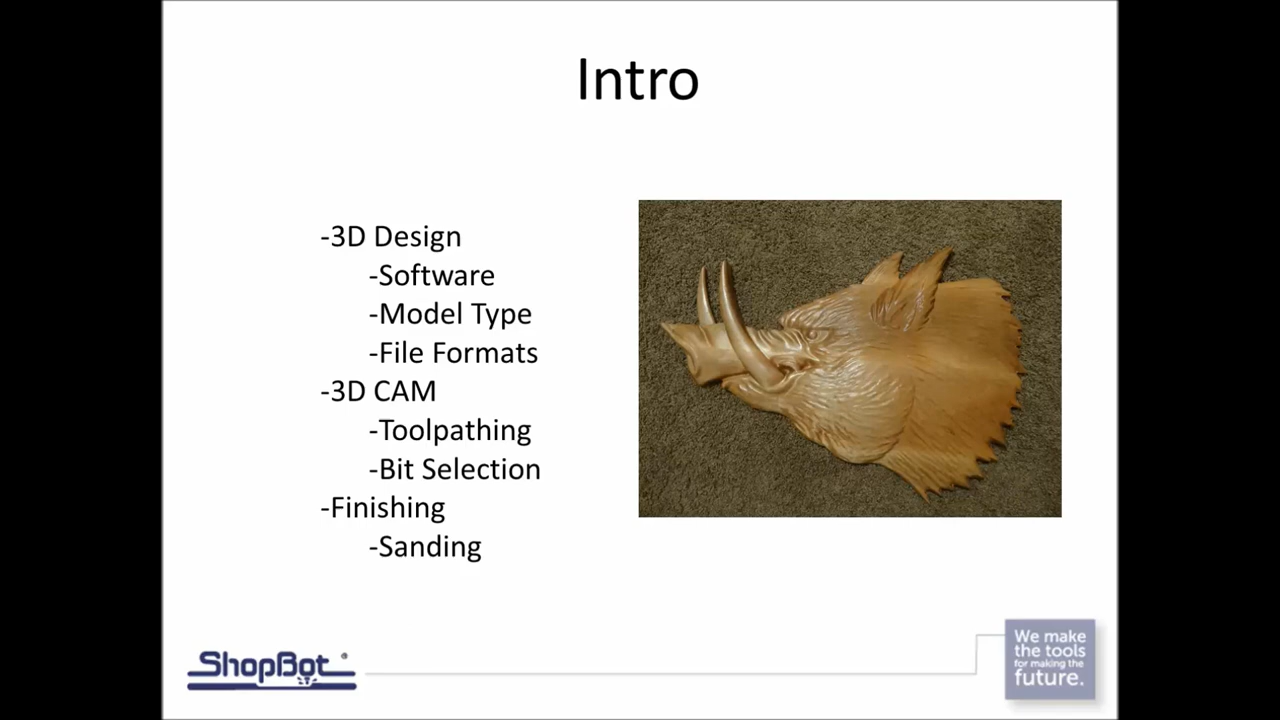 Intro
-3D Design
-Software
-Model Type
-File Formats
-3D CAM
-Toolpathing
-Bit Selection
-Finishing
-Sanding
ShopBot
We make
the tools
for making the
future.